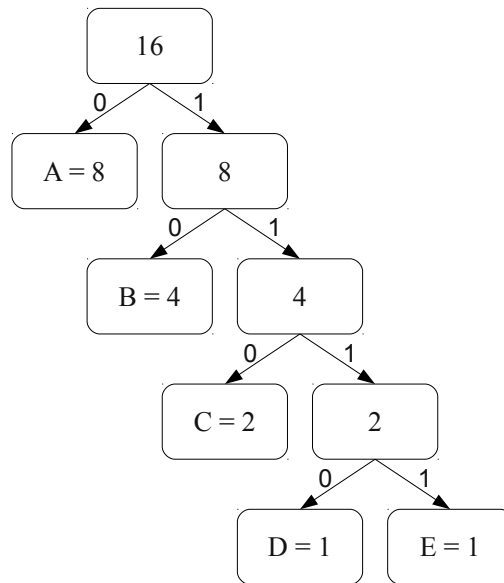 16
0 1
A = 8 8
0 1
B = 4 4
0 1
C = 2 2
0 1
D = 1 E = 1